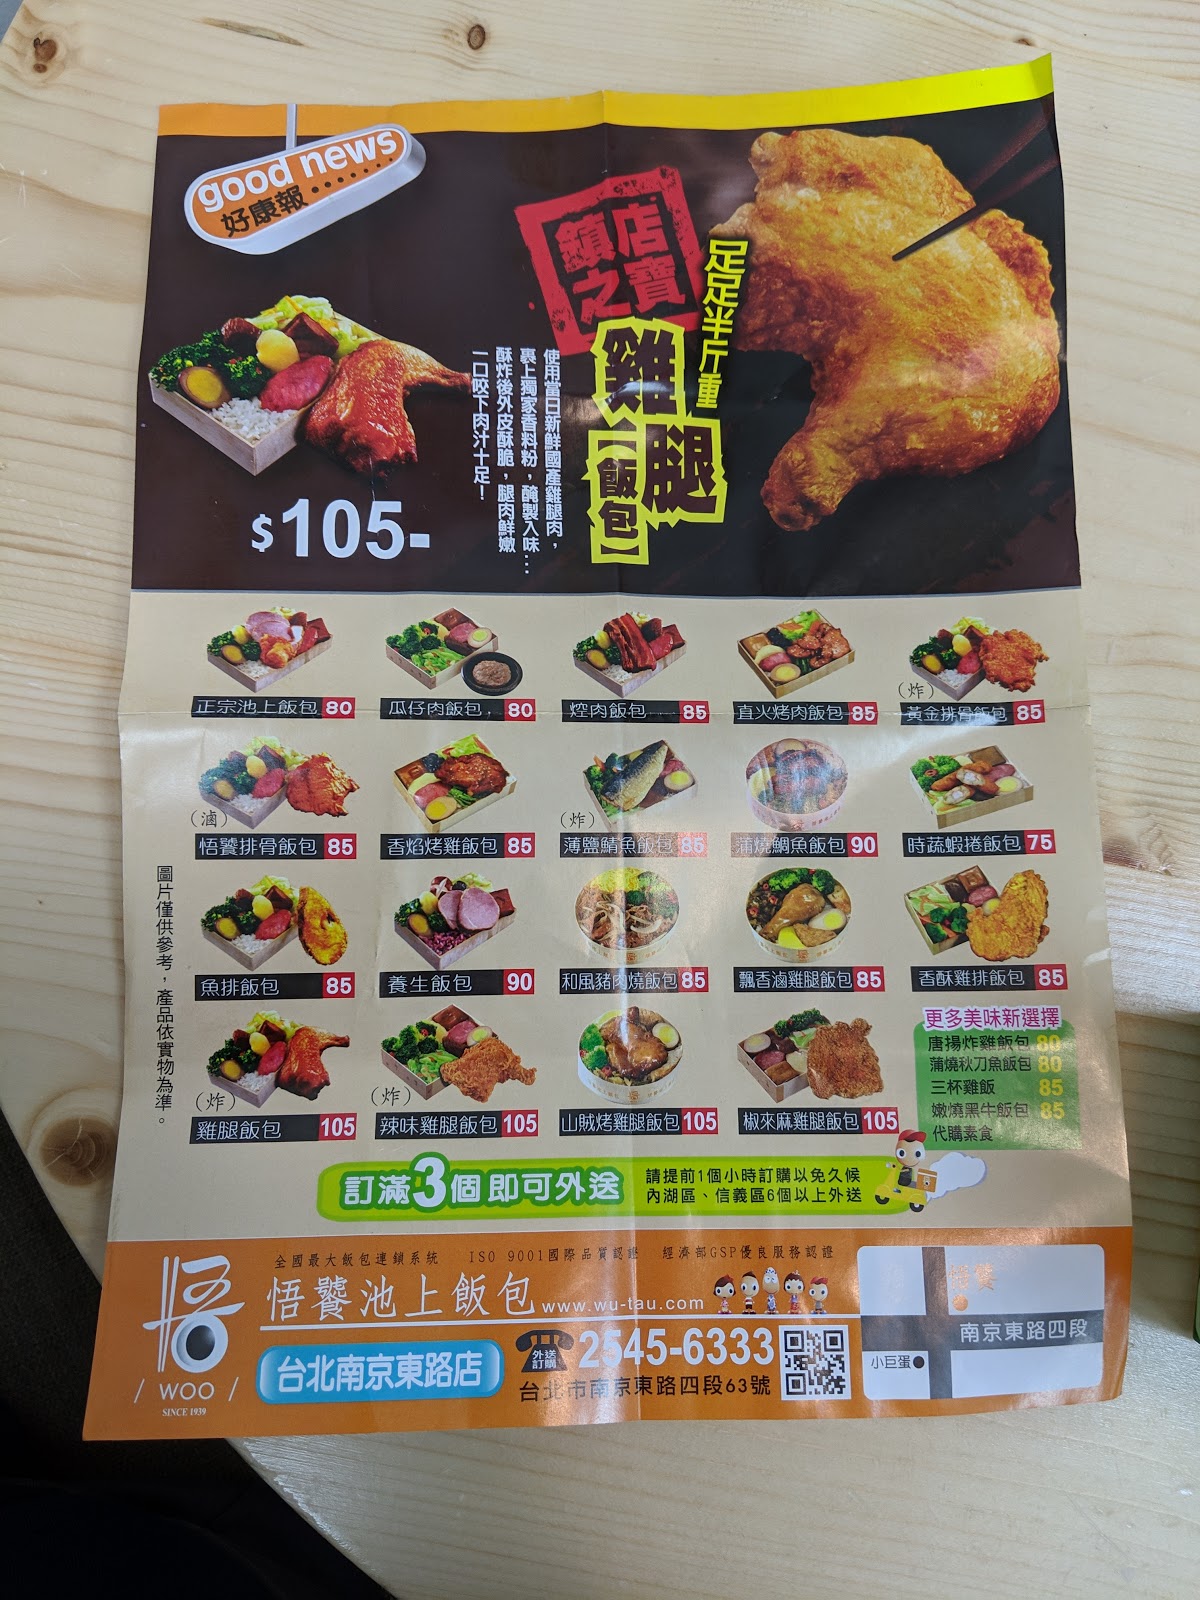 good news
好康報
鎮店
之寶
足足半斤重
雞腿
【飯包】
使用當日新鮮國產雞腿肉，
裹上獨家香料粉，醃製入味…
酥炸後外皮酥脆，腿肉鮮嫩
一口咬下肉汁十足！
$105-
正宗池上飯包 80
瓜仔肉飯包 80
焢肉飯包 85
直火烤肉飯包 85
（炸）
黃金排骨飯包 85
（滷）
悟饕排骨飯包 85
香焰烤雞飯包 85
（炸）
薄鹽鯖魚飯包 85
蒲燒鯛魚飯包 90
時蔬蝦捲飯包 75
魚排飯包 85
養生飯包 90
和風豬肉燒飯包 85
飄香滷雞腿飯包 85
香酥雞排飯包 85
（炸）
雞腿飯包 105
（炸）
辣味雞腿飯包 105
山賊烤雞腿飯包 105
椒來麻雞腿飯包 105
更多美味新選擇
唐揚炸雞飯包 80
蒲燒秋刀魚飯包 80
三杯雞飯 85
嫩燒黑牛飯包 85
代購素食
圖片僅供參考，產品依實物為準。
訂滿3個即可外送
請提前1個小時訂購以免久候
內湖區、信義區6個以上外送
全國最大飯包連鎖系統 ISO 9001國際品質認證 經濟部GSP優良服務認證
悟饕池上飯包 www.wu-tau.com
悟
/ WOO /
SINCE 1939
台北南京東路店
外送
訂購
2545-6333
台北市南京東路四段63號
悟饕
南京東路四段
小巨蛋